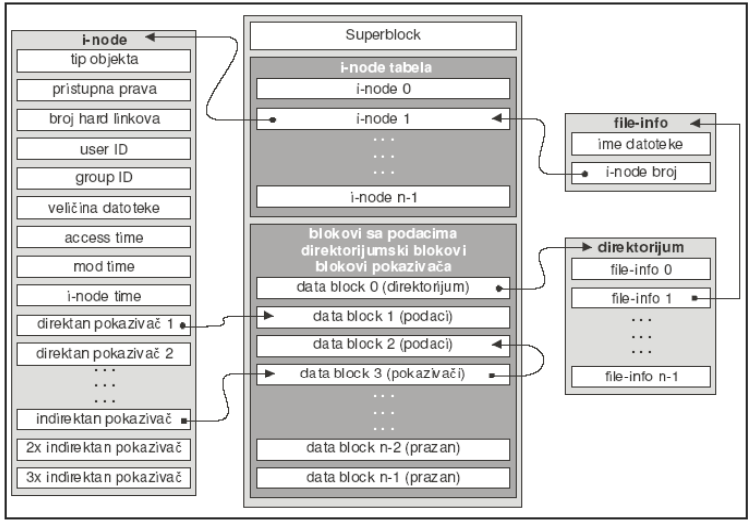 i-node
tip objekta
pristupna prava
broj hard linkova
user ID
group ID
veličina datoteke
access time
mod time
i-node time
direktan pokazivač 1
direktan pokazivač 2
. . .
. . .
indirektan pokazivač
2x indirektan pokazivač
3x indirektan pokazivač
Superblock
i-node tabela
i-node 0
i-node 1
. . .
. . .
. . .
i-node n-1
blokovi sa podacima
direktorijumski blokovi
blokovi pokazivača
data block 0 (direktorijum)
data block 1 (podaci)
data block 2 (podaci)
data block 3 (pokazivači)
. . .
. . .
. . .
data block n-2 (prazan)
data block n-1 (prazan)
file-info
ime datoteke
i-node broj
direktorijum
file-info 0
file-info 1
. . .
. . .
. . .
file-info n-1